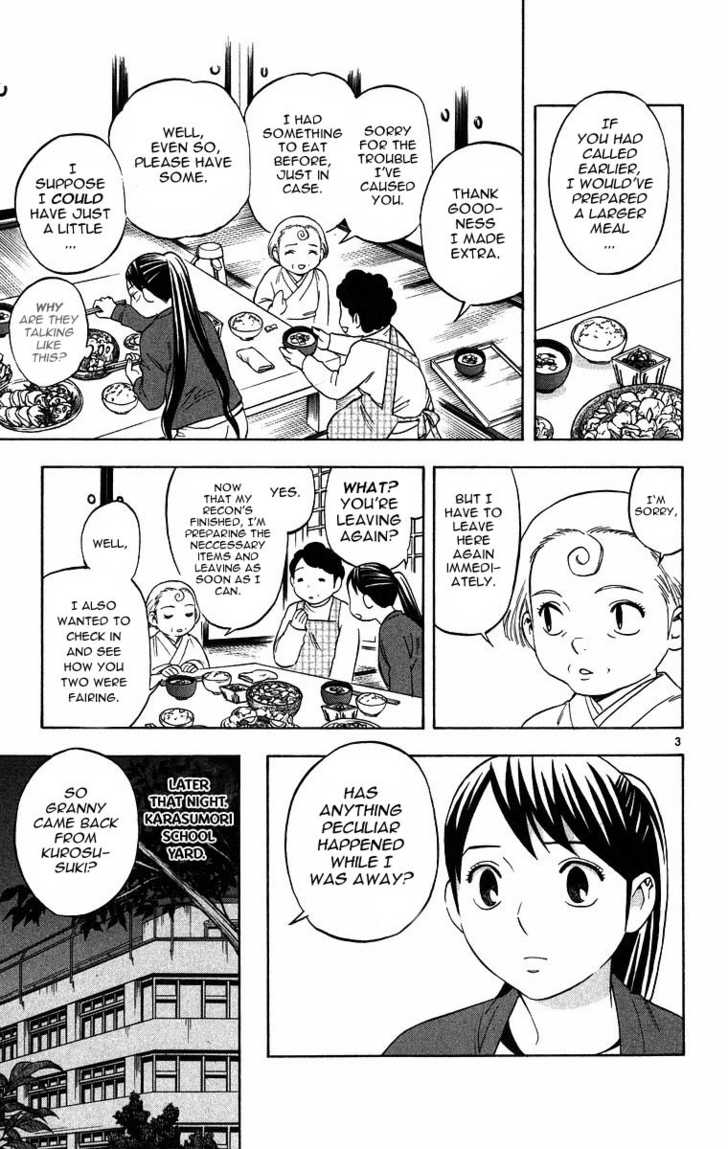 IF
YOU HAD
CALLED
EARLIER,
I WOULD'VE
PREPARED
A LARGER
MEAL
...
THANK
GOOD-
NESS
I MADE
EXTRA.
SORRY
FOR THE
TROUBLE
I'VE
CAUSED
YOU.
I HAD
SOMETHING
TO EAT
BEFORE,
JUST IN
CASE.
WELL,
EVEN SO,
PLEASE HAVE
SOME.
I
SUPPOSE
I COULD
HAVE JUST
A LITTLE
...
WHY
ARE THEY
TALKING
LIKE
THIS?
I'M
SORRY,
BUT I
HAVE TO
LEAVE
HERE
AGAIN
IMMEDI-
ATELY.
WHAT?
YOU'RE
LEAVING
AGAIN?
YES.
NOW
THAT MY
RECON'S
FINISHED, I'M
PREPARING THE
NECCESSARY
ITEMS AND
LEAVING AS
SOON AS I
CAN.
WELL,
I ALSO
WANTED TO
CHECK IN
AND SEE
HOW YOU
TWO WERE
FAIRING.
3
HAS
ANYTHING
PECULIAR
HAPPENED
WHILE I
WAS AWAY?
LATER
THAT NIGHT,
KARASUMORI
SCHOOL
YARD.
SO
GRANNY
CAME BACK
FROM
KUROSU-
SUKI?